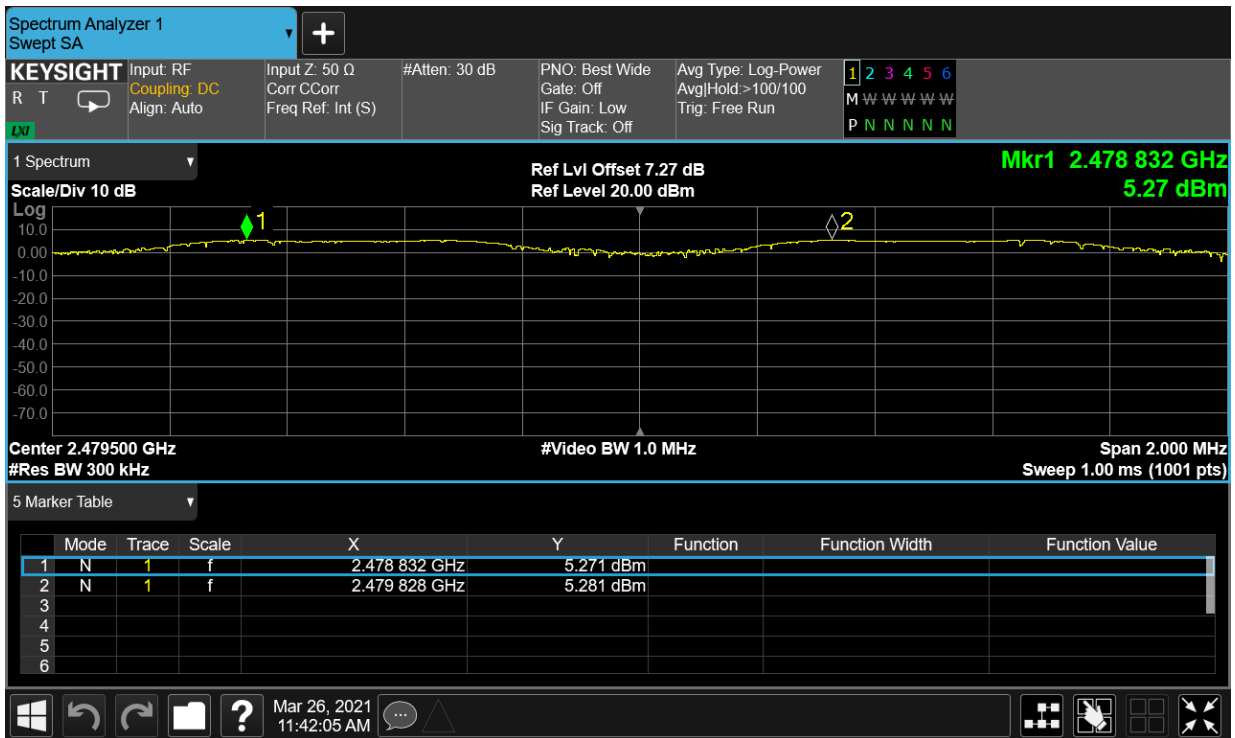 Spectrum Analyzer 1
Swept SA
+
KEYSIGHT Input: RF Input Z: 50 Ω #Atten: 30 dB PNO: Best Wide Avg Type: Log-Power 1 2 3 4 5 6
R T Coupling: DC Corr CCorr Gate: Off Avg|Hold:>100/100 M W W W W W
Align: Auto Freq Ref: Int (S) IF Gain: Low Trig: Free Run
LXI Sig Track: Off P N N N N N
1 Spectrum Ref Lvl Offset 7.27 dB Mkr1 2.478 832 GHz
Scale/Div 10 dB Ref Level 20.00 dBm 5.27 dBm
Log
1 2
10.0
0.00
-10.0
-20.0
-30.0
-40.0
-50.0
-60.0
-70.0
Center 2.479500 GHz #Video BW 1.0 MHz Span 2.000 MHz
#Res BW 300 kHz Sweep 1.00 ms (1001 pts)
5 Marker Table
Mode Trace Scale X Y Function Function Width Function Value
1 N 1 f 2.478 832 GHz 5.271 dBm
2 N 1 f 2.479 828 GHz 5.281 dBm
3
4
5
6
? Mar 26, 2021
11:42:05 AM